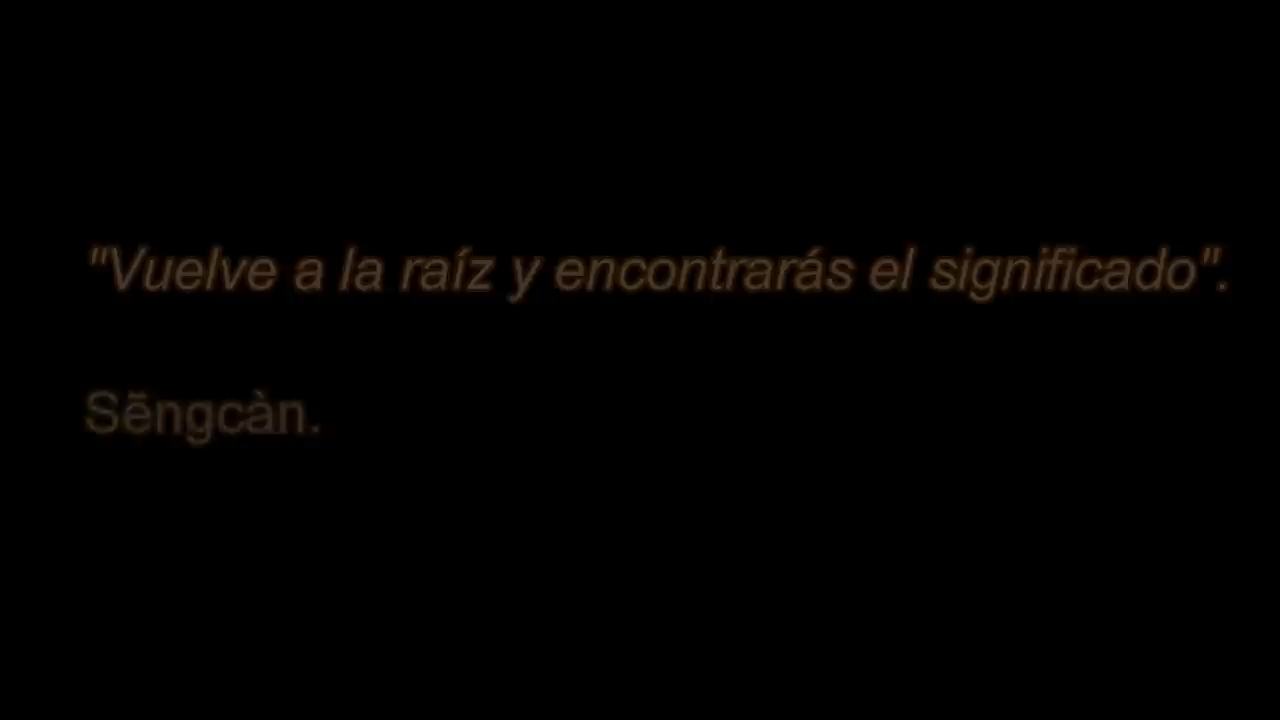 "Vuelve a la raíz y encontrarás el significado".
Sēngcàn.